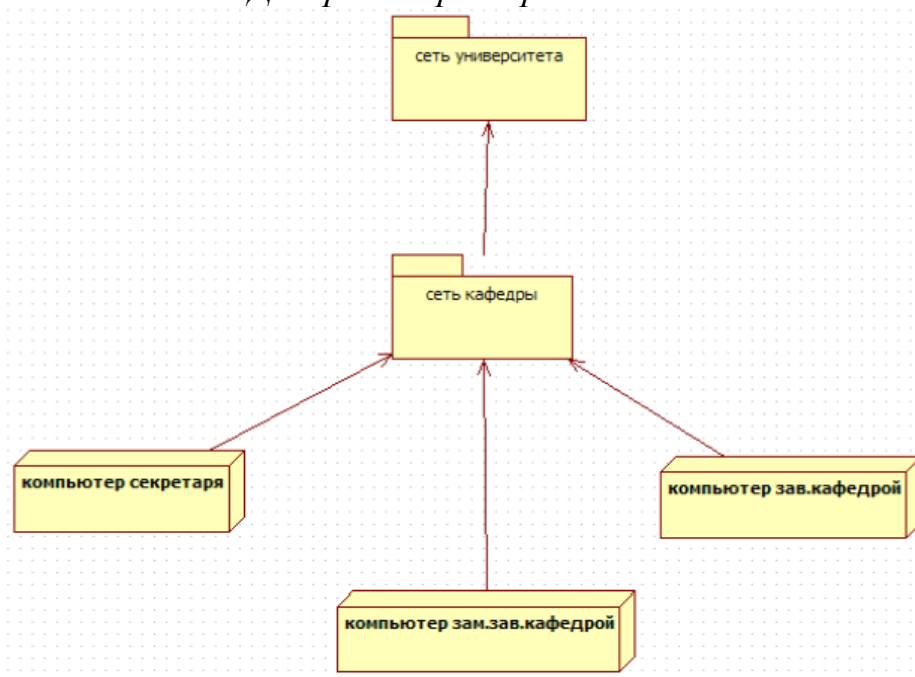 сеть университета
сеть кафедры
компьютер секретаря
компьютер зав.кафедрой
компьютер зам.зав.кафедрой